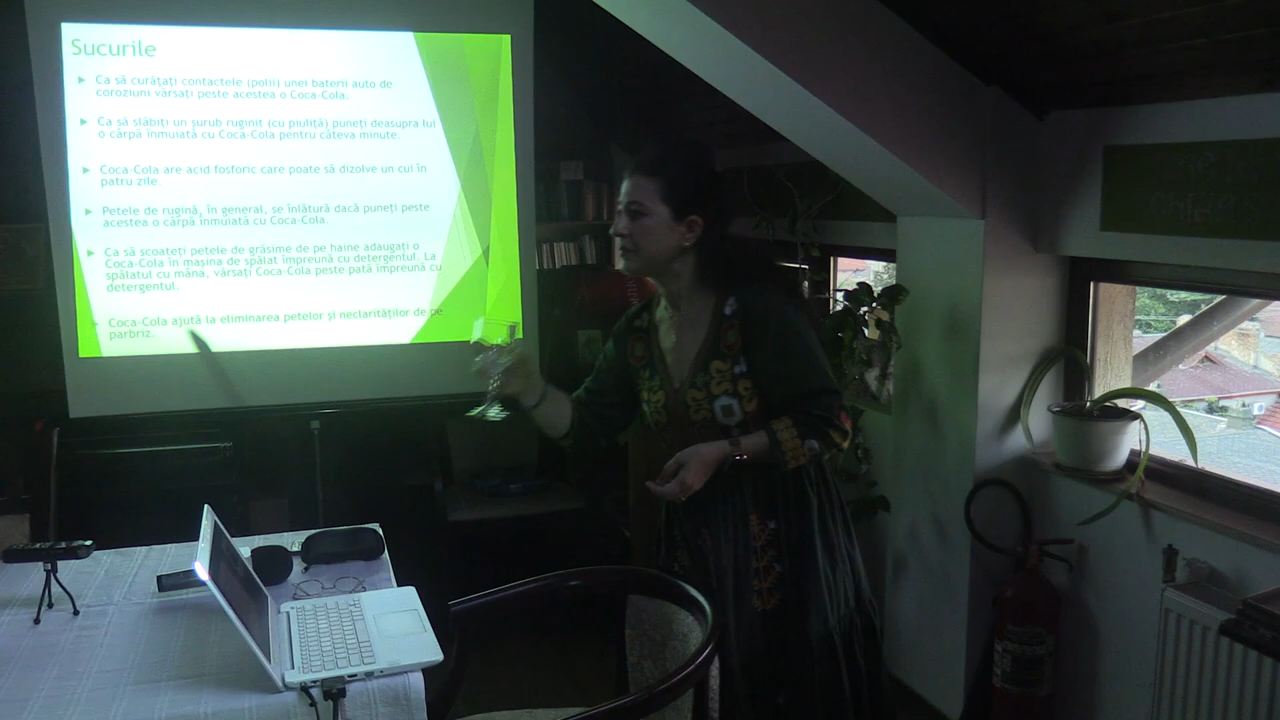 Sucurile
Ca să curățați contactele (polii) unei baterii auto de
coroziuni vărsați peste acestea o Coca-Cola.
Ca să slăbiți un șurub ruginit (cu piuliță) puneți deasupra lui
o cârpă înmuiată cu Coca-Cola pentru câteva minute.
Coca-Cola are acid fosforic care poate să dizolve un cui în
patru zile.
Petele de rugină, în general, se înlătură dacă puneți peste
acestea o cârpă înmuiată cu Coca-Cola.
Ca să scoateți petele de grăsime de pe haine adaugați o
Coca-Cola în mașina de spălat împreună cu detergentul. La
spălatul cu mâna, vărsați Coca-Cola peste pată împreună cu
detergentul.
Coca-Cola ajută la eliminarea petelor și neclarităților de pe
parbriz.